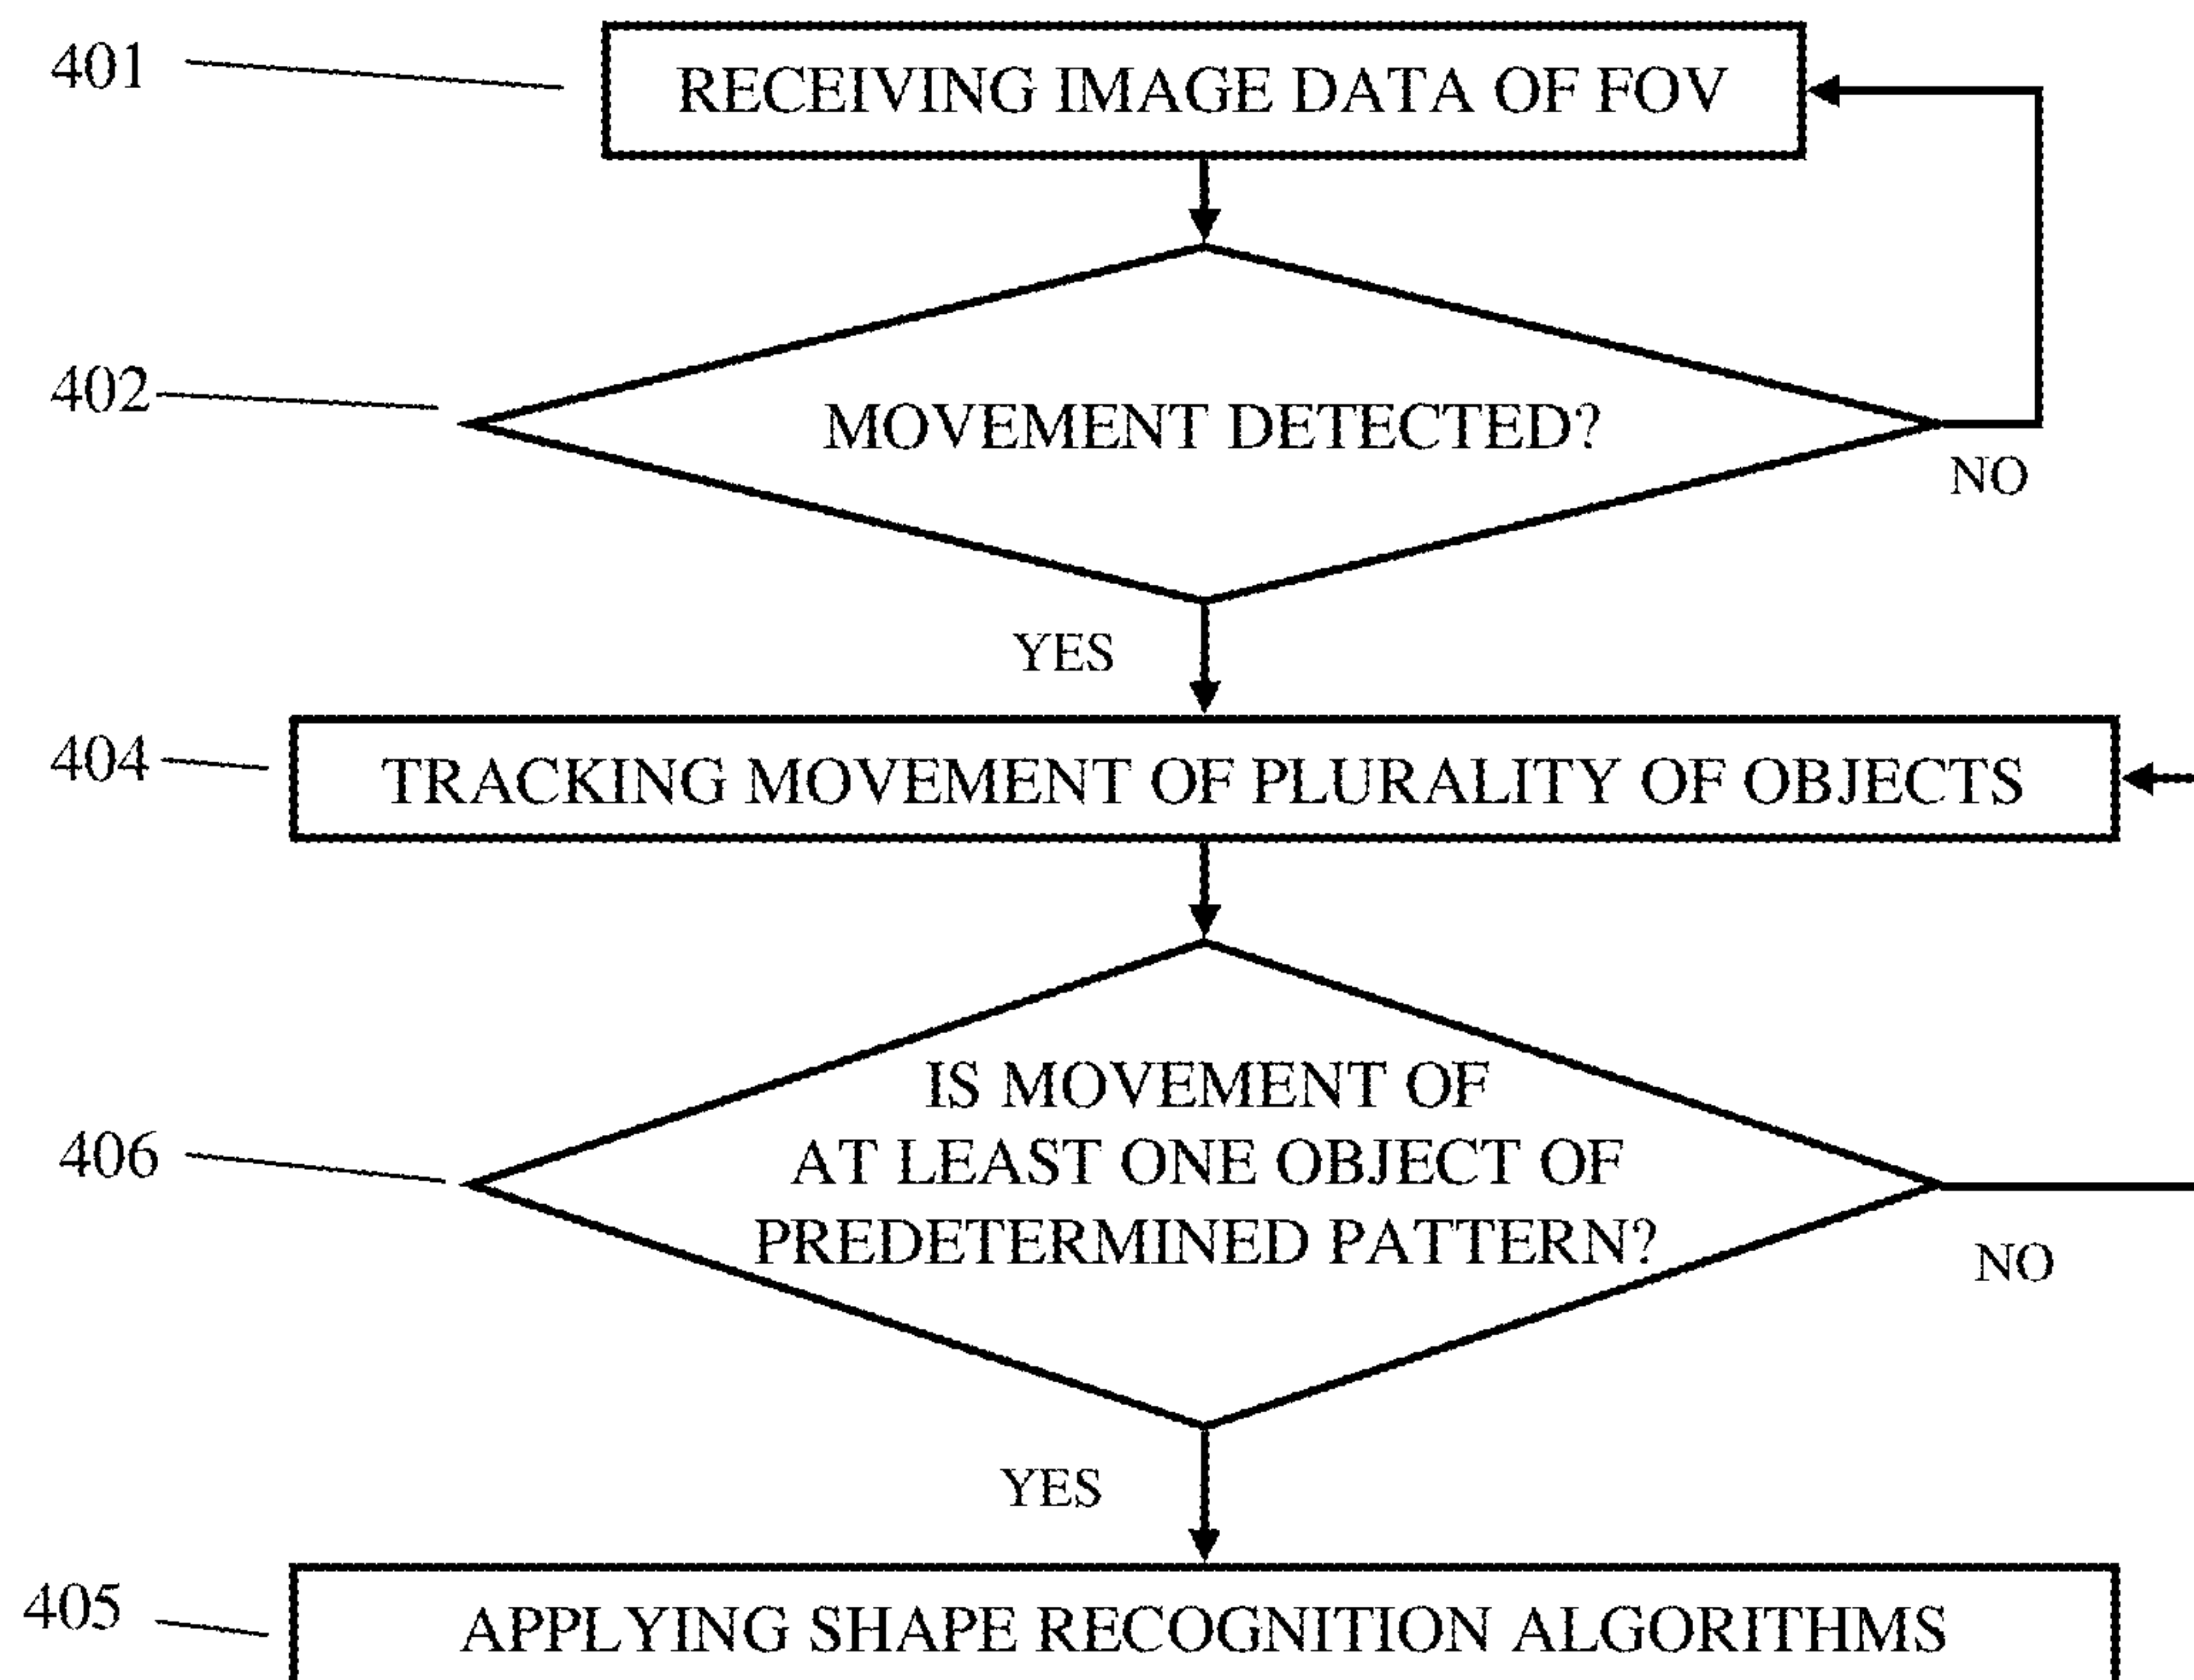 401
RECEIVING IMAGE DATA OF FOV
402
MOVEMENT DETECTED?
NO
YES
404
TRACKING MOVEMENT OF PLURALITY OF OBJECTS
IS MOVEMENT OF
AT LEAST ONE OBJECT OF
406
PREDETERMINED PATTERN?
NO
YES
405
APPLYING SHAPE RECOGNITION ALGORITHMS